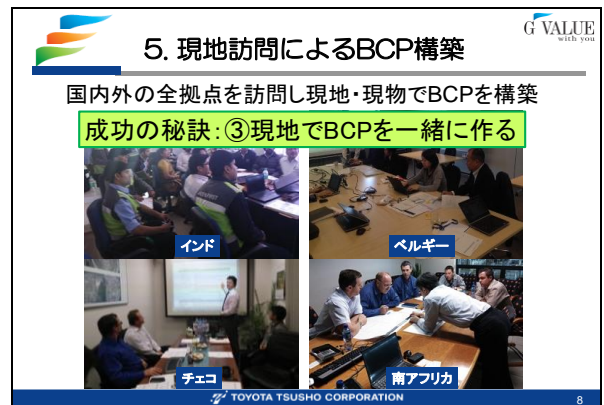 G VALUE
with you
5. 現地訪問によるBCP構築
国内外の全拠点を訪問し現地・現物でBCPを構築
成功の秘訣:③現地でBCPを一緒に作る
インド
ベルギー
チェコ
南アフリカ
TOYOTA TSUSHO CORPORATION
8